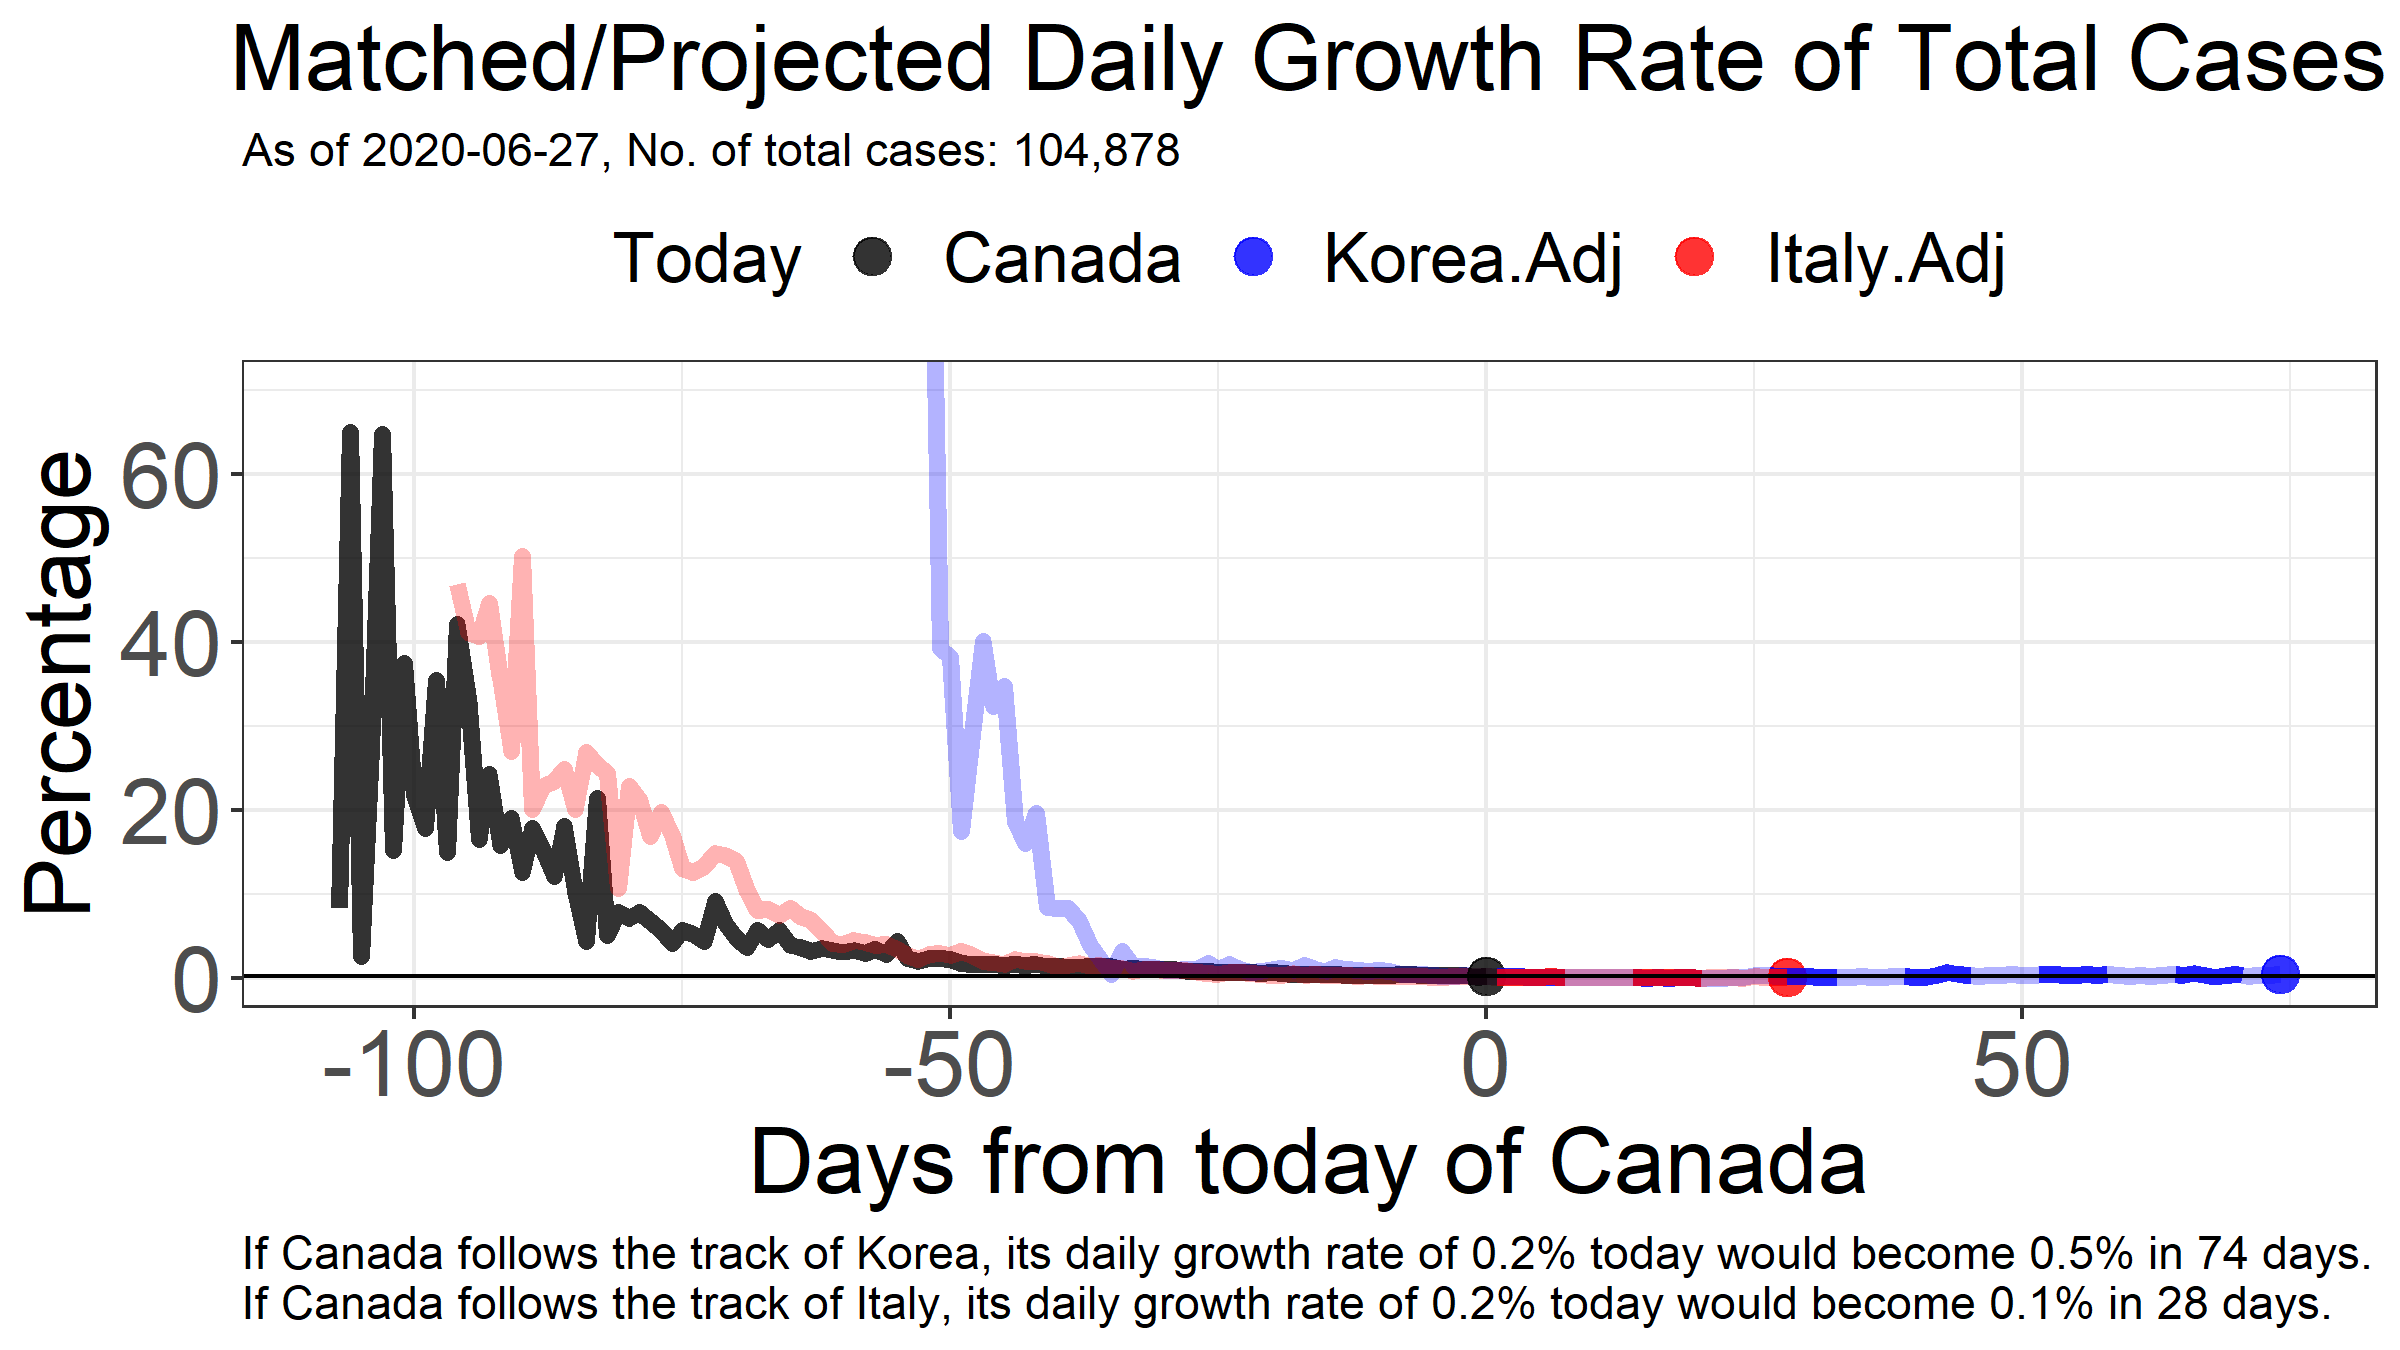 Matched/Projected Daily Growth Rate of Total Cases
As of 2020-06-27, No. of total cases: 104,878
Today Canada Korea.Adj Italy.Adj
Percentage
60
40
20
0
-100 -50 0 50
Days from today of Canada
If Canada follows the track of Korea, its daily growth rate of 0.2% today would become 0.5% in 74 days.
If Canada follows the track of Italy, its daily growth rate of 0.2% today would become 0.1% in 28 days.